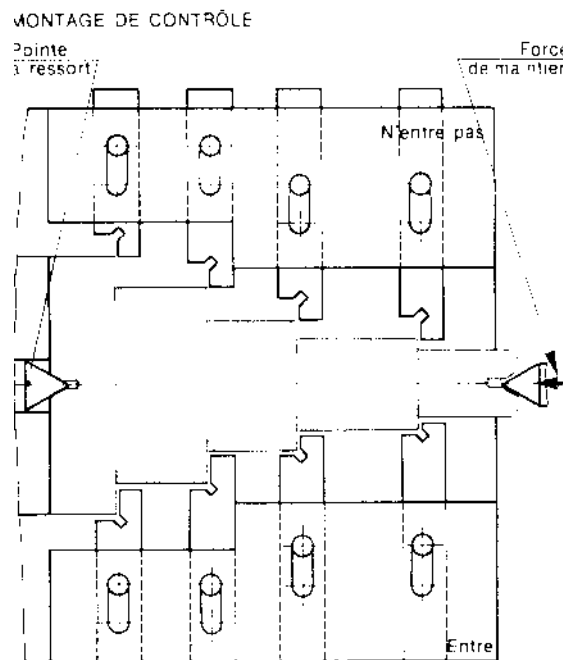 MONTAGE DE CONTRÔLE
Pointe
à ressort
Force
de maintien
N'entre pas
Entre